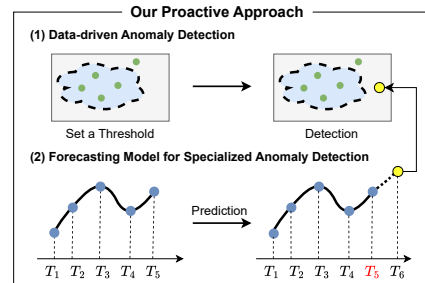 Our Proactive Approach
(1) Data-driven Anomaly Detection
Set a Threshold
Detection
(2) Forecasting Model for Specialized Anomaly Detection
Prediction
T1 T2 T3 T4 T5
T1 T2 T3 T4 T5 T6